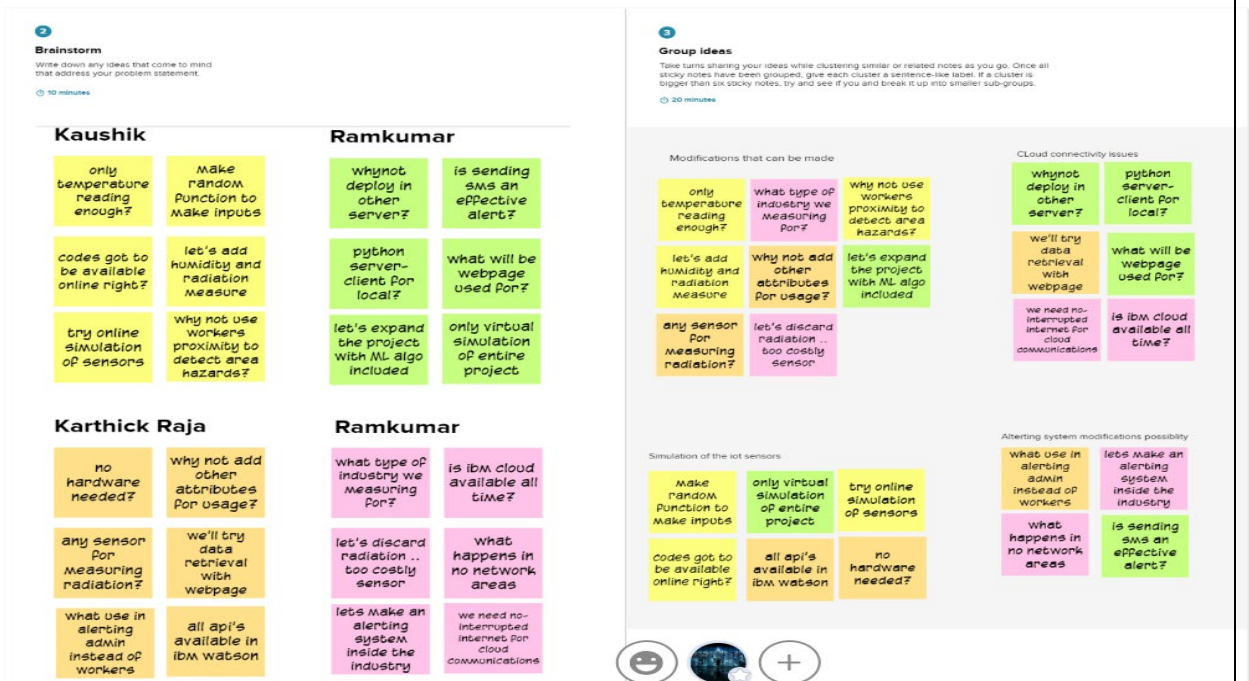 2
Brainstorm
Write down any ideas that come to mind
that address your problem statement.
10 minutes
Kaushik
only
temperature
reading
enough?
make
random
function to
make inputs
codes got to
be available
online right?
let's add
humidity and
radiation
measure
try online
simulation
of sensors
why not use
workers
proximity to
detect area
hazards?
Ramkumar
whynot
deploy in
other
server?
is sending
sms an
effective
alert?
python
server-
client for
local?
what will be
webpage
used for?
let's expand
the project
with ML algo
included
only virtual
simulation
of entire
project
Karthick Raja
no
hardware
needed?
why not add
other
attributes
for usage?
any sensor
for
measuring
radiation?
we'll try
data
retrieval
with
webpage
what use in
alerting
admin
instead of
workers
all api's
available in
ibm watson
Ramkumar
what type of
industry we
measuring
for?
is ibm cloud
available all
time?
let's discard
radiation ..
too costly
sensor
what
happens in
no network
areas
lets make an
alerting
system
inside the
industry
we need no-
interrupted
internet for
cloud
communications
3
Group ideas
Take turns sharing your ideas while clustering similar or related notes as you go. Once all
sticky notes have been grouped, give each cluster a sentence-like label. If a cluster is
bigger than six sticky notes, try and see if you and break it up into smaller sub-groups.
20 minutes
Modifications that can be made
only
temperature
reading
enough?
what type of
industry we
measuring
for?
why not use
workers
proximity to
detect area
hazards?
let's add
humidity and
radiation
measure
why not add
other
attributes
for usage?
let's expand
the project
with ML algo
included
any sensor
for
measuring
radiation?
let's discard
radiation ..
too costly
sensor
CLoud connectivity issues
whynot
deploy in
other
server?
python
server-
client for
local?
we'll try
data
retrieval
with
webpage
what will be
webpage
used for?
we need no-
interrupted
internet for
cloud
communications
is ibm cloud
available all
time?
Simulation of the iot sensors
make
random
function to
make inputs
only virtual
simulation
of entire
project
try online
simulation
of sensors
codes got to
be available
online right?
all api's
available in
ibm watson
no
hardware
needed?
Alterting system modifications possiblity
what use in
alerting
admin
instead of
workers
lets make an
alerting
system
inside the
industry
what
happens in
no network
areas
is sending
sms an
effective
alert?